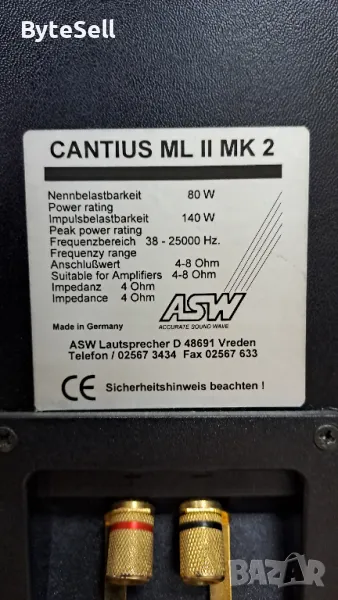 ByteSell
CANTIUS ML II MK 2
Nennbelastbarkeit 80 W
Power rating
Impulsbelastbarkeit 140 W
Peak power rating
Frequenzbereich 38 - 25000 Hz.
Frequenzy range
Anschlußwert 4-8 Ohm
Suitable for Amplifiers 4-8 Ohm
Impedanz 4 Ohm
Impedance 4 Ohm
ASW
Made in Germany
ACCURATE SOUND WAVE
ASW Lautsprecher D 48691 Vreden
Telefon / 02567 3434 Fax 02567 633
CE Sicherheitshinweis beachten !
BAZAR